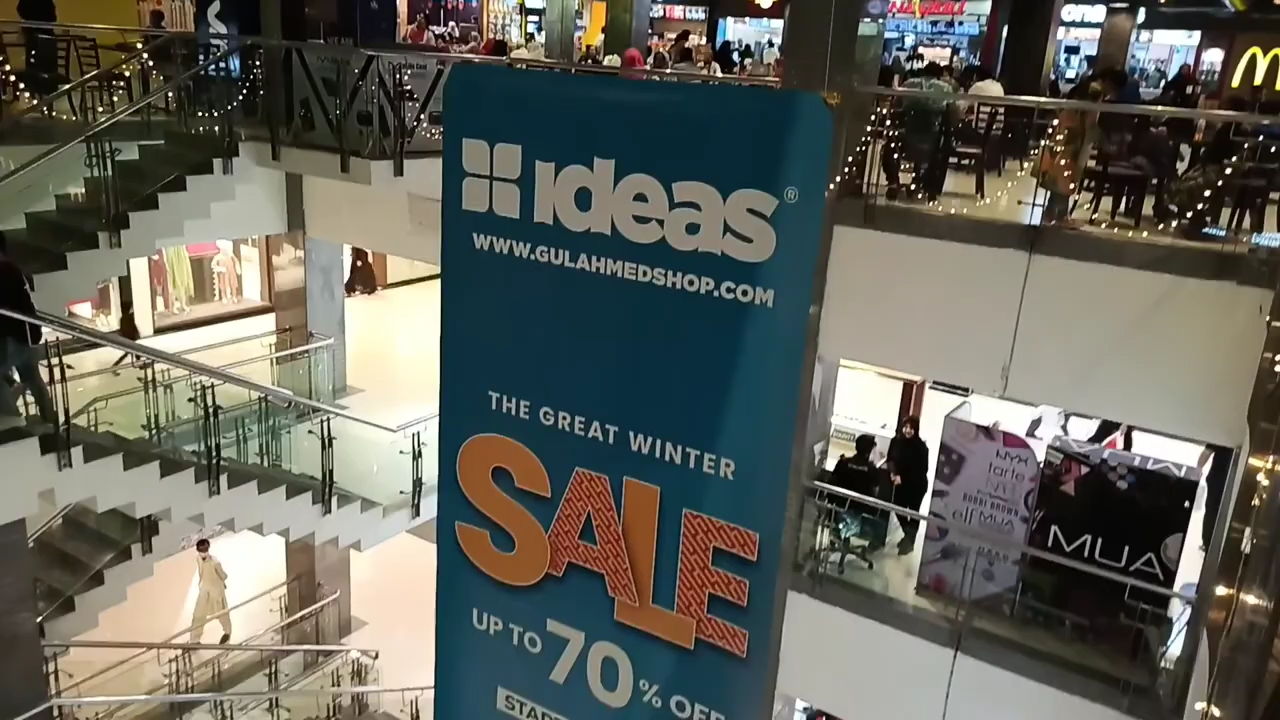 ideas®
WWW.GULAHMEDSHOP.COM
THE GREAT WINTER
SALE
UP TO 70% OFF
START
NYX
tarte
BOBBI BROWN
elf MUA
MUA